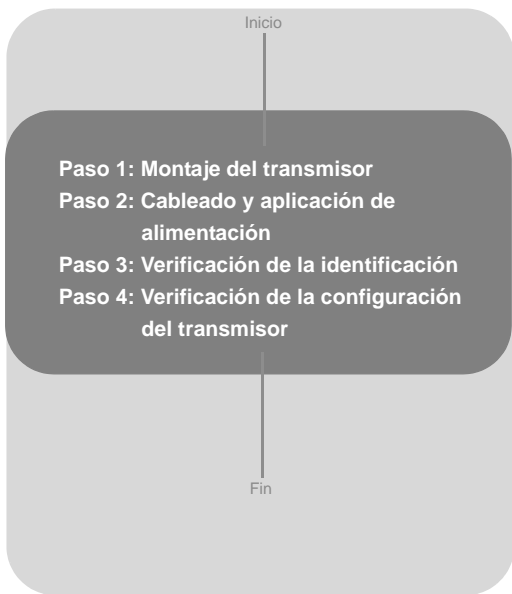 Inicio
Paso 1: Montaje del transmisor
Paso 2: Cableado y aplicación de
alimentación
Paso 3: Verificación de la identificación
Paso 4: Verificación de la configuración
del transmisor
Fin